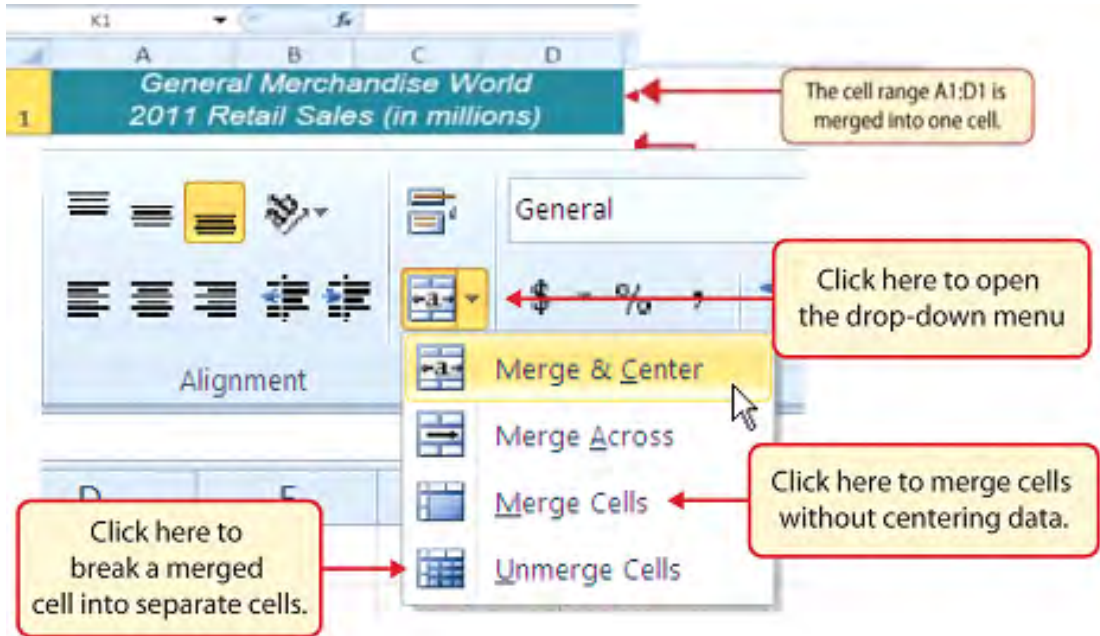 K1
fx
A B C D
General Merchandise World
1
2011 Retail Sales (in millions)
The cell range A1:D1 is
merged into one cell.
ab
General
a
$ % ,
Click here to open
the drop-down menu
Alignment
a
Merge & Center
Merge Across
Merge Cells
Unmerge Cells
Click here to merge cells
without centering data.
D
Click here to
break a merged
cell into separate cells.